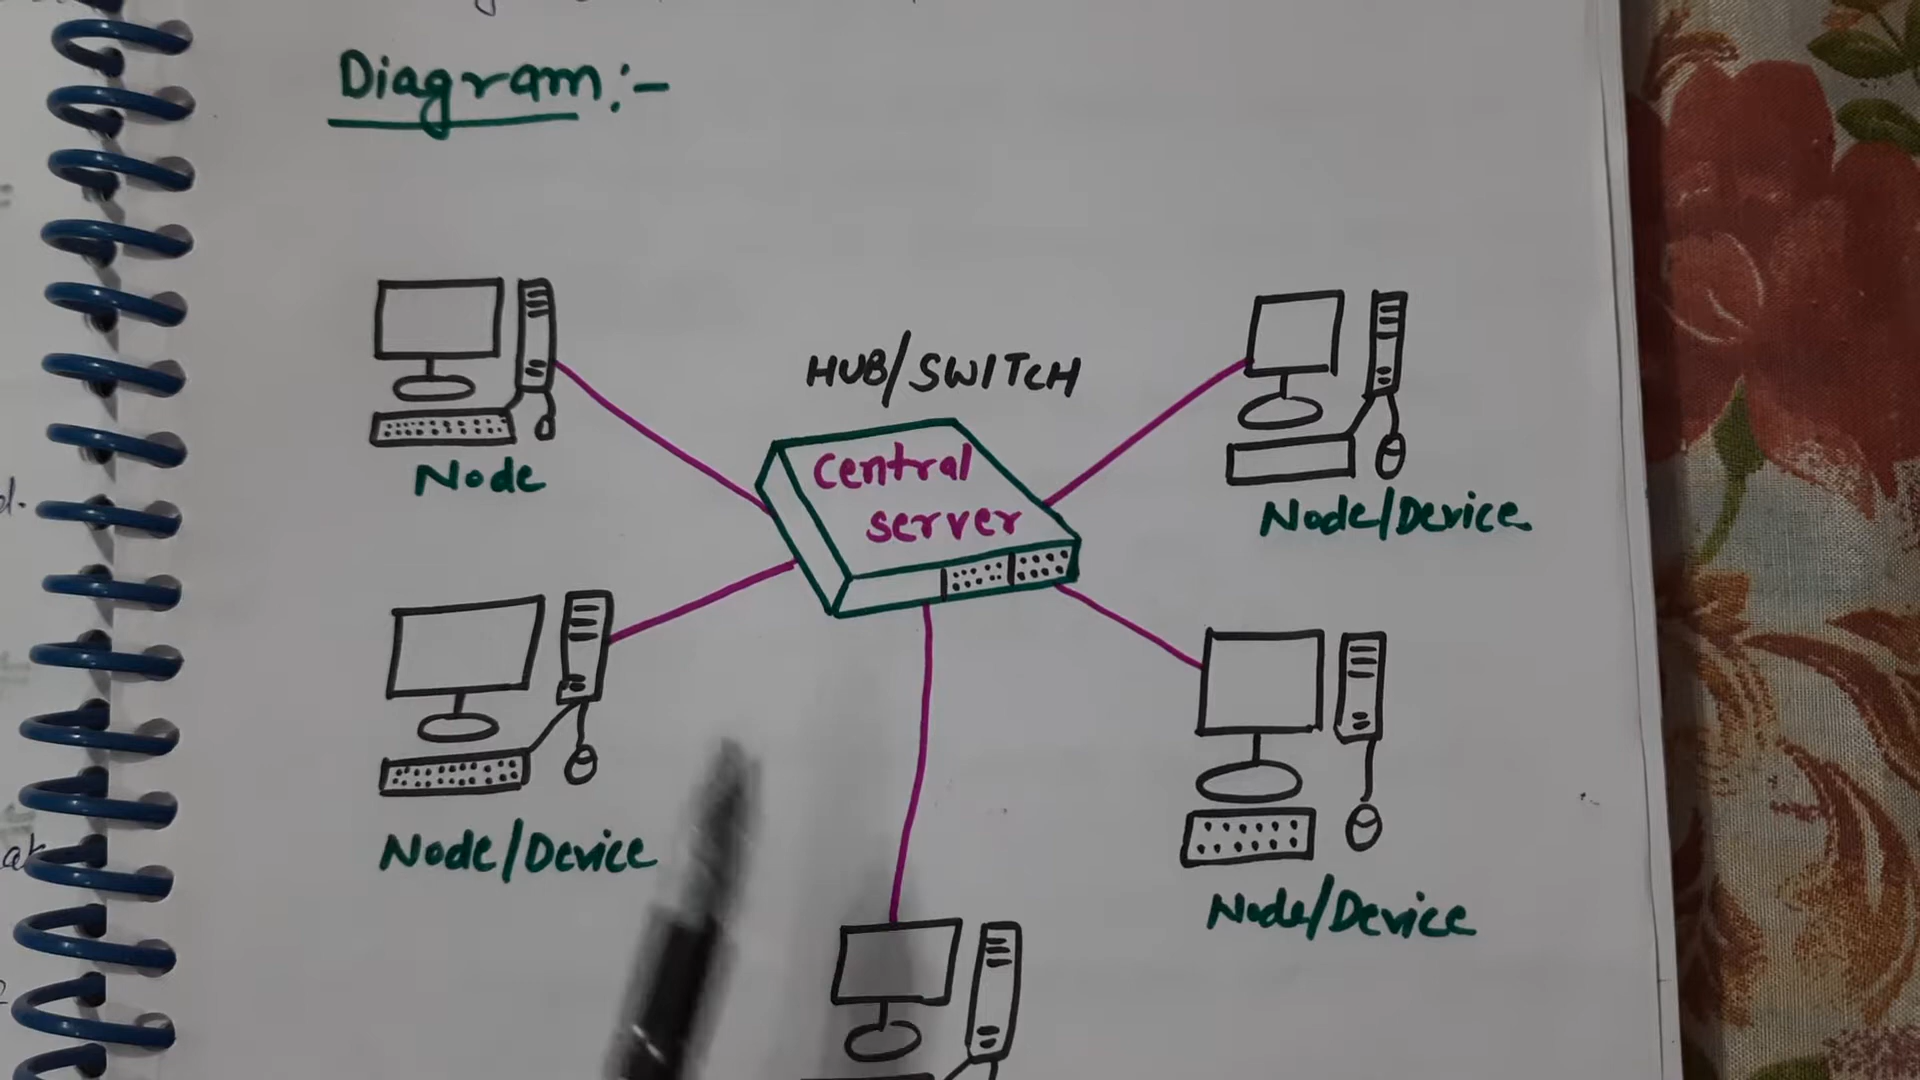 Diagram:-
HUB/SWITCH
Central
server
Node
Node/Device
Node/Device
Node/Device